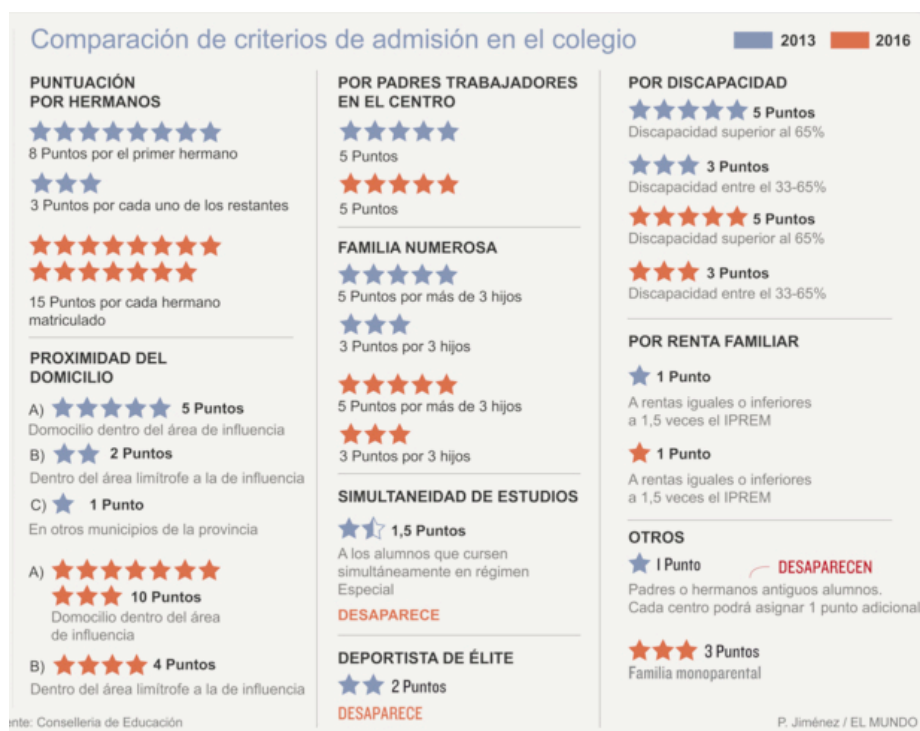 Comparación de criterios de admisión en el colegio
2013
2016
PUNTUACIÓN
POR HERMANOS
8 Puntos por el primer hermano
3 Puntos por cada uno de los restantes
15 Puntos por cada hermano
matriculado
PROXIMIDAD DEL
DOMICILIO
A) 5 Puntos
Domocilio dentro del área de influencia
B) 2 Puntos
Dentro del área limítrofe a la de influencia
C) 1 Punto
En otros municipios de la provincia
A)
10 Puntos
Domocilio dentro del área
de influencia
B) 4 Puntos
Dentro del área limítrofe a la de influencia
POR PADRES TRABAJADORES
EN EL CENTRO
5 Puntos
5 Puntos
FAMILIA NUMEROSA
5 Puntos por más de 3 hijos
3 Puntos por 3 hijos
5 Puntos por más de 3 hijos
3 Puntos por 3 hijos
SIMULTANEIDAD DE ESTUDIOS
1,5 Puntos
A los alumnos que cursen
simultáneamente en régimen
Especial
DESAPARECE
DEPORTISTA DE ÉLITE
2 Puntos
DESAPARECE
POR DISCAPACIDAD
5 Puntos
Discapacidad superior al 65%
3 Puntos
Discapacidad entre el 33-65%
5 Puntos
Discapacidad superior al 65%
3 Puntos
Discapacidad entre el 33-65%
POR RENTA FAMILIAR
1 Punto
A rentas iguales o inferiores
a 1,5 veces el IPREM
1 Punto
A rentas iguales o inferiores
a 1,5 veces el IPREM
OTROS
I Punto DESAPARECEN
Padres o hermanos antiguos alumnos.
Cada centro podrá asignar 1 punto adicional
3 Puntos
Familia monoparental
ente: Conselleria de Educación
P. Jiménez / EL MUNDO